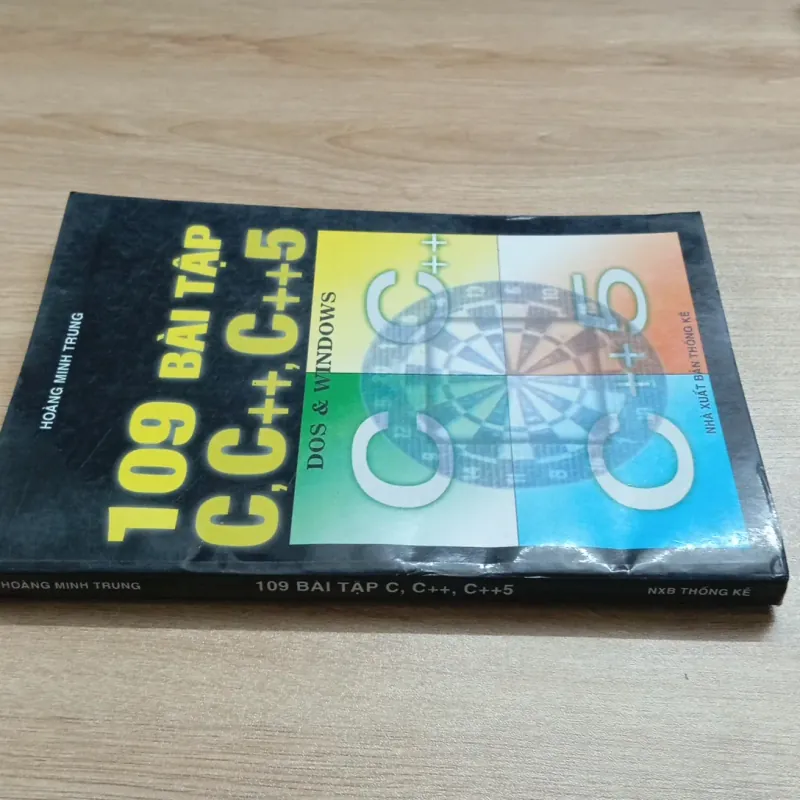 HOÀNG MINH TRUNG
109 BÀI TẬP
C, C++, C++5
DOS & WINDOWS
C C++
C++5
NHÀ XUẤT BẢN THỐNG KÊ
HOÀNG MINH TRUNG
109 BÀI TẬP C, C++, C++5
NXB THỐNG KÊ